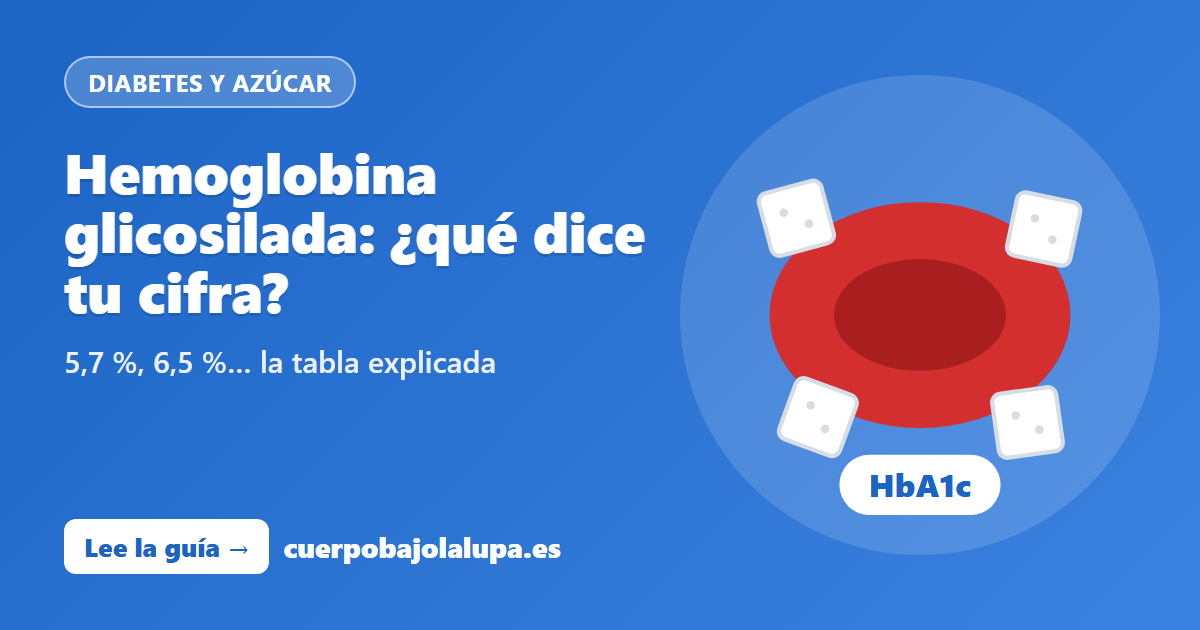 DIABETES Y AZÚCAR
Hemoglobina
glicosilada: ¿qué dice
tu cifra?
5,7 %, 6,5 %... la tabla explicada
HbA1c
Lee la guía →
cuerpobajolalupa.es